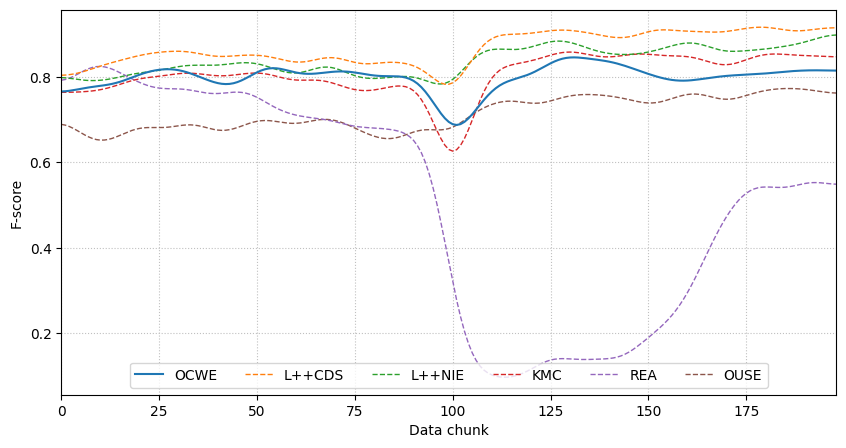 0.8
0.6
0.4
0.2
F-score
OCWE L++CDS L++NIE KMC REA OUSE
0 25 50 75 100 125 150 175
Data chunk